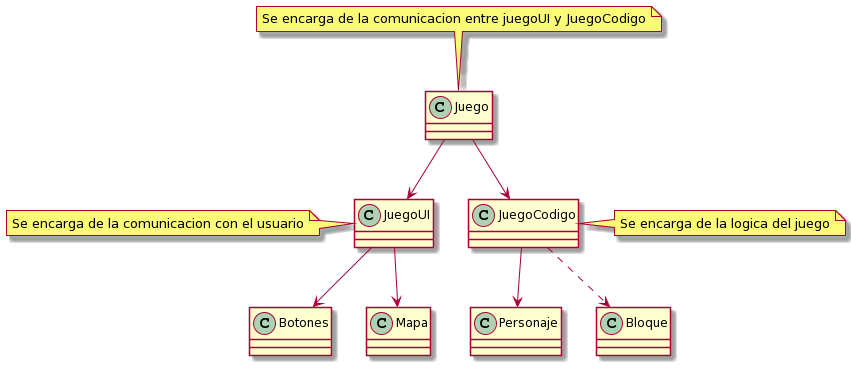 Se encarga de la comunicacion entre juegoUI y JuegoCodigo
C Juego
Se encarga de la comunicacion con el usuario
C JuegoUI
C JuegoCodigo
Se encarga de la logica del juego
C Botones
C Mapa
C Personaje
C Bloque